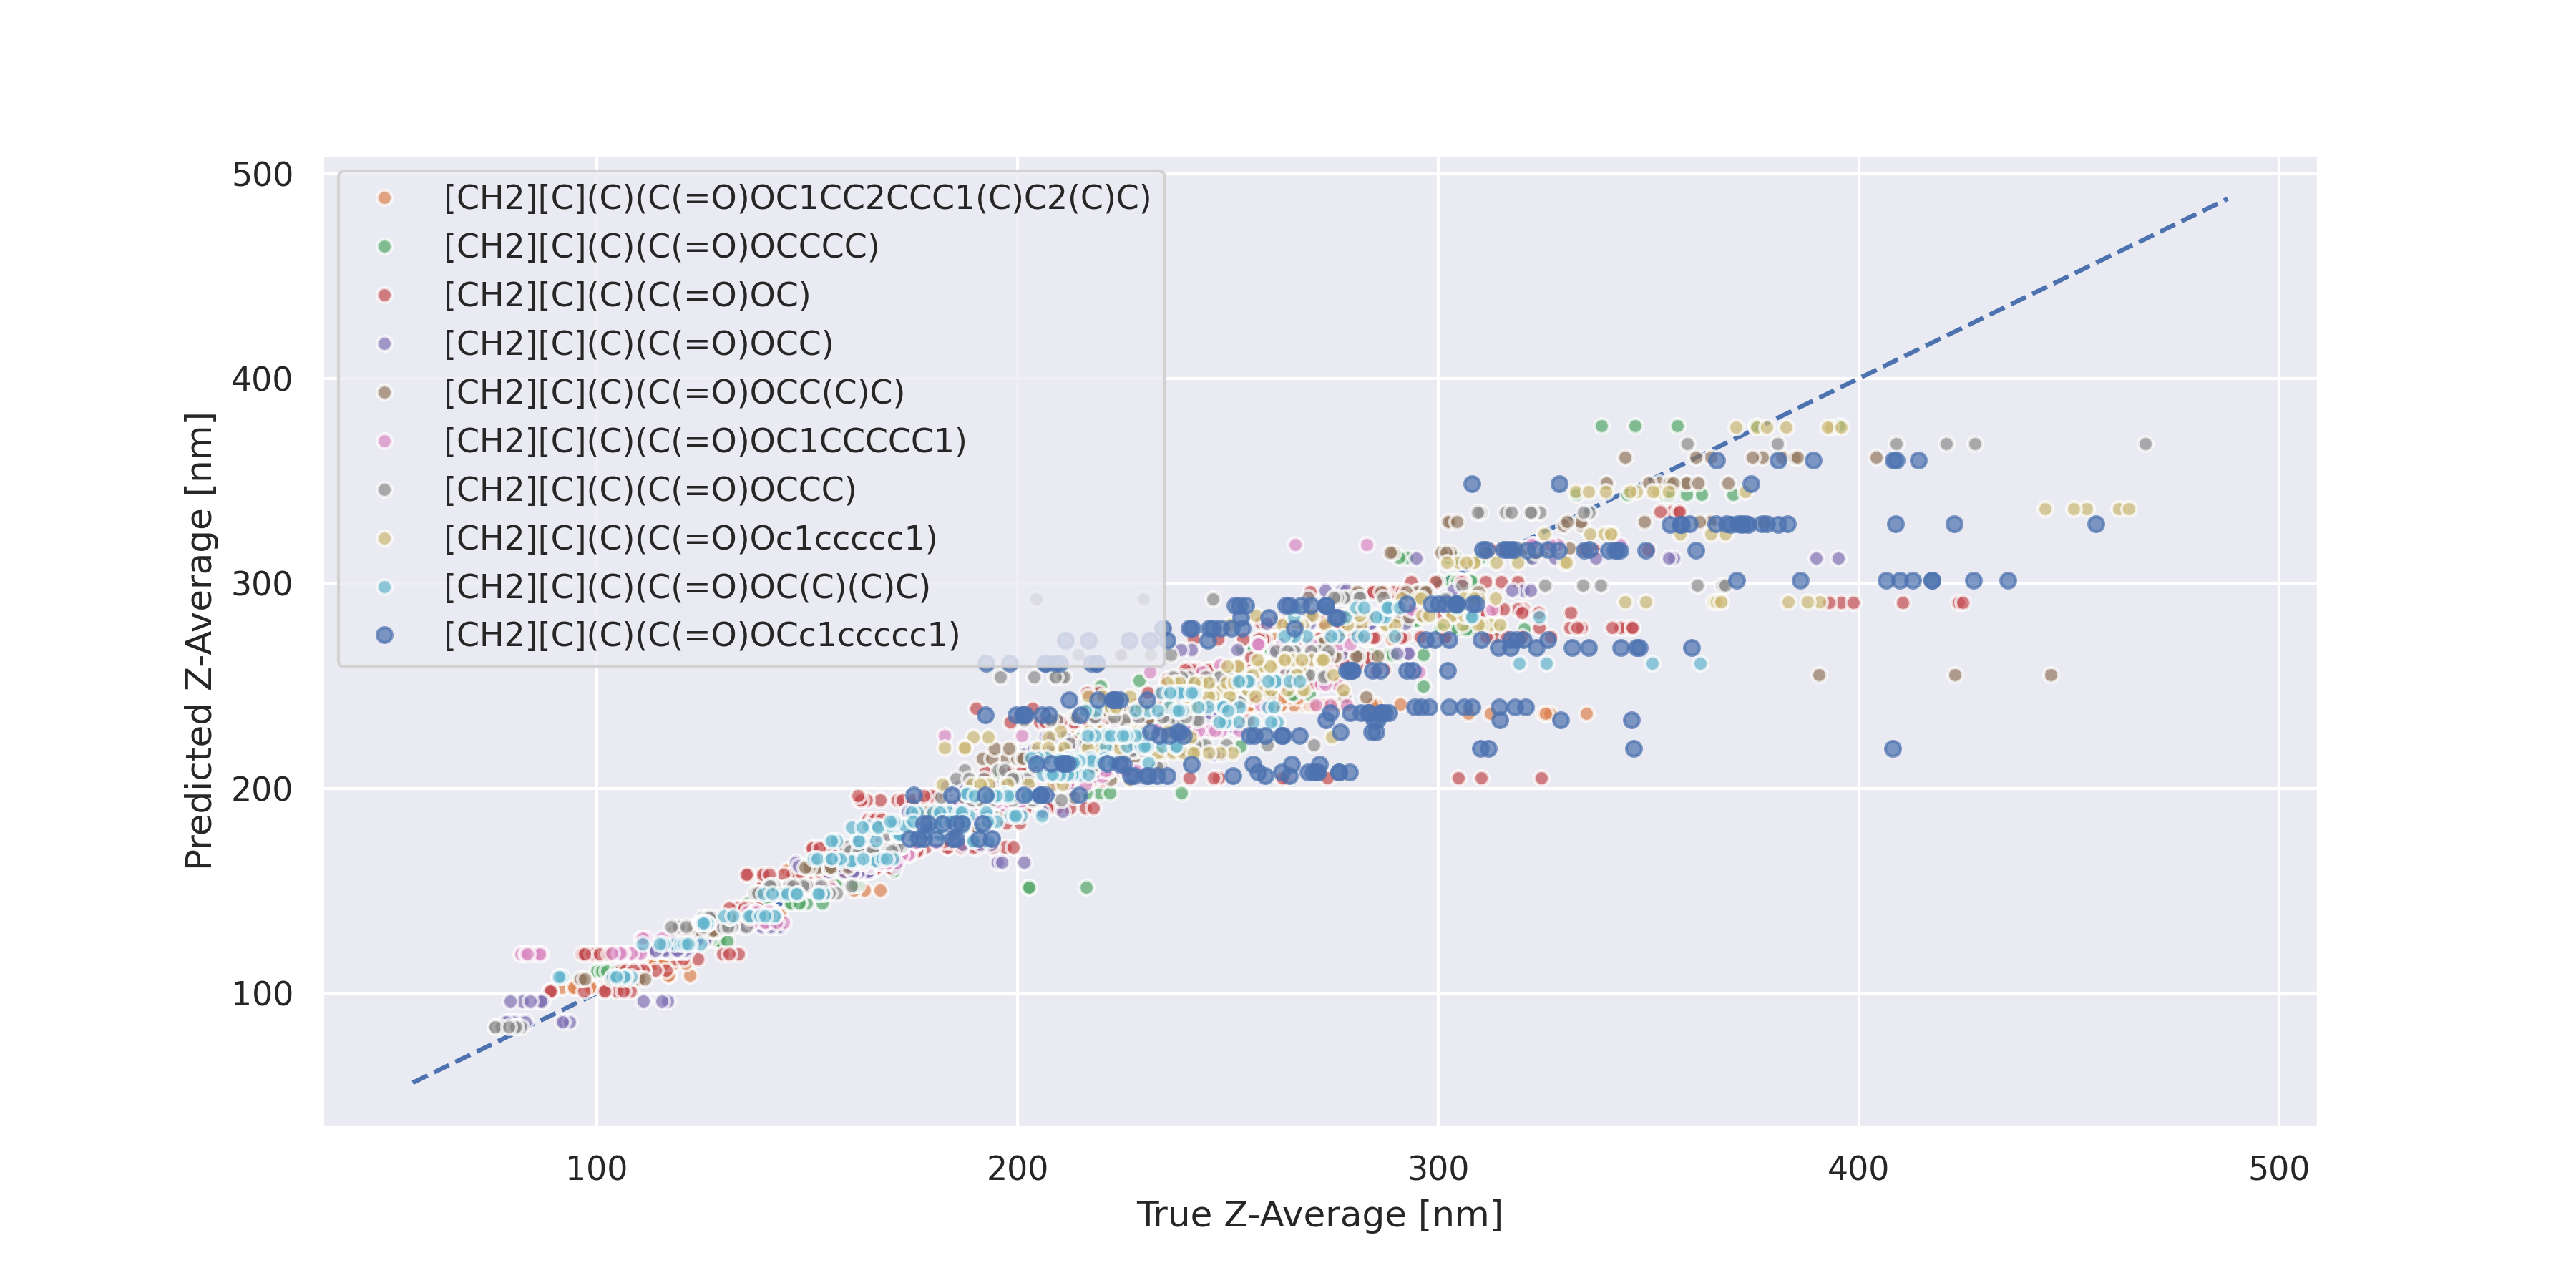 500
400
300
200
100
Predicted Z-Average [nm]
[CH2][C](C)(C(=O)OC1CC2CCC1(C)C2(C)C)
[CH2][C](C)(C(=O)OCCCC)
[CH2][C](C)(C(=O)OC)
[CH2][C](C)(C(=O)OCC)
[CH2][C](C)(C(=O)OCC(C)C)
[CH2][C](C)(C(=O)OC1CCCCC1)
[CH2][C](C)(C(=O)OCCC)
[CH2][C](C)(C(=O)Oc1ccccc1)
[CH2][C](C)(C(=O)OC(C)(C)C)
[CH2][C](C)(C(=O)OCc1ccccc1)
100 200 300 400 500
True Z-Average [nm]